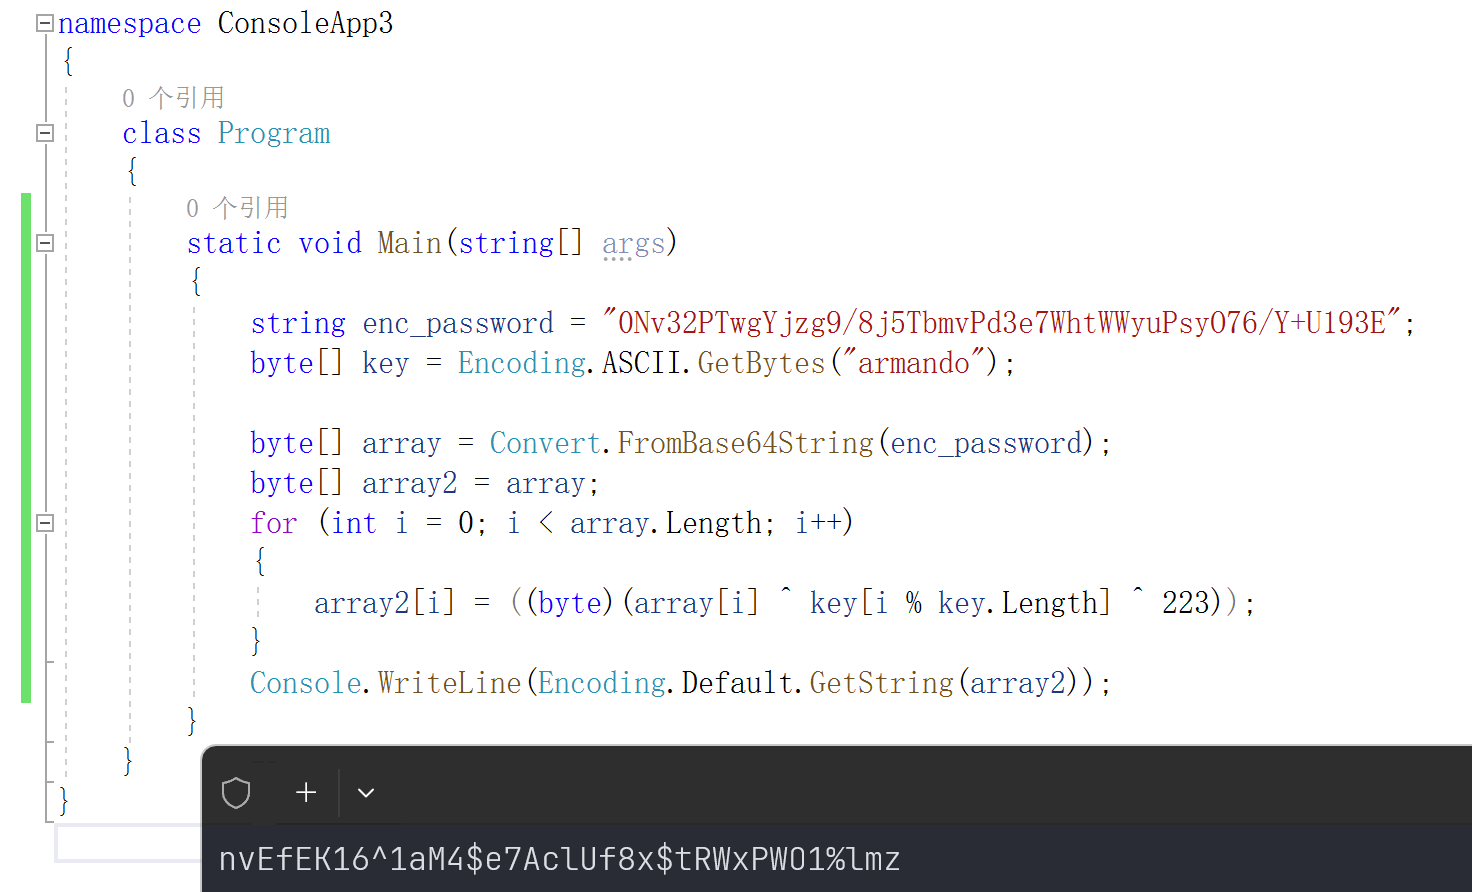 namespace ConsoleApp3
{
0 个引用
class Program
{
0 个引用
static void Main(string[] args)
{
string enc_password = "0Nv32PTwgYjzg9/8j5TbmvPd3e7WhtWWyuPsyO76/Y+U193E";
byte[] key = Encoding.ASCII.GetBytes("armando");
byte[] array = Convert.FromBase64String(enc_password);
byte[] array2 = array;
for (int i = 0; i < array.Length; i++)
{
array2[i] = ((byte)(array[i] ^ key[i % key.Length] ^ 223));
}
Console.WriteLine(Encoding.Default.GetString(array2));
}
}
}
nvEfEK16^1aM4$e7AclUf8x$tRWxPWO1%lmz